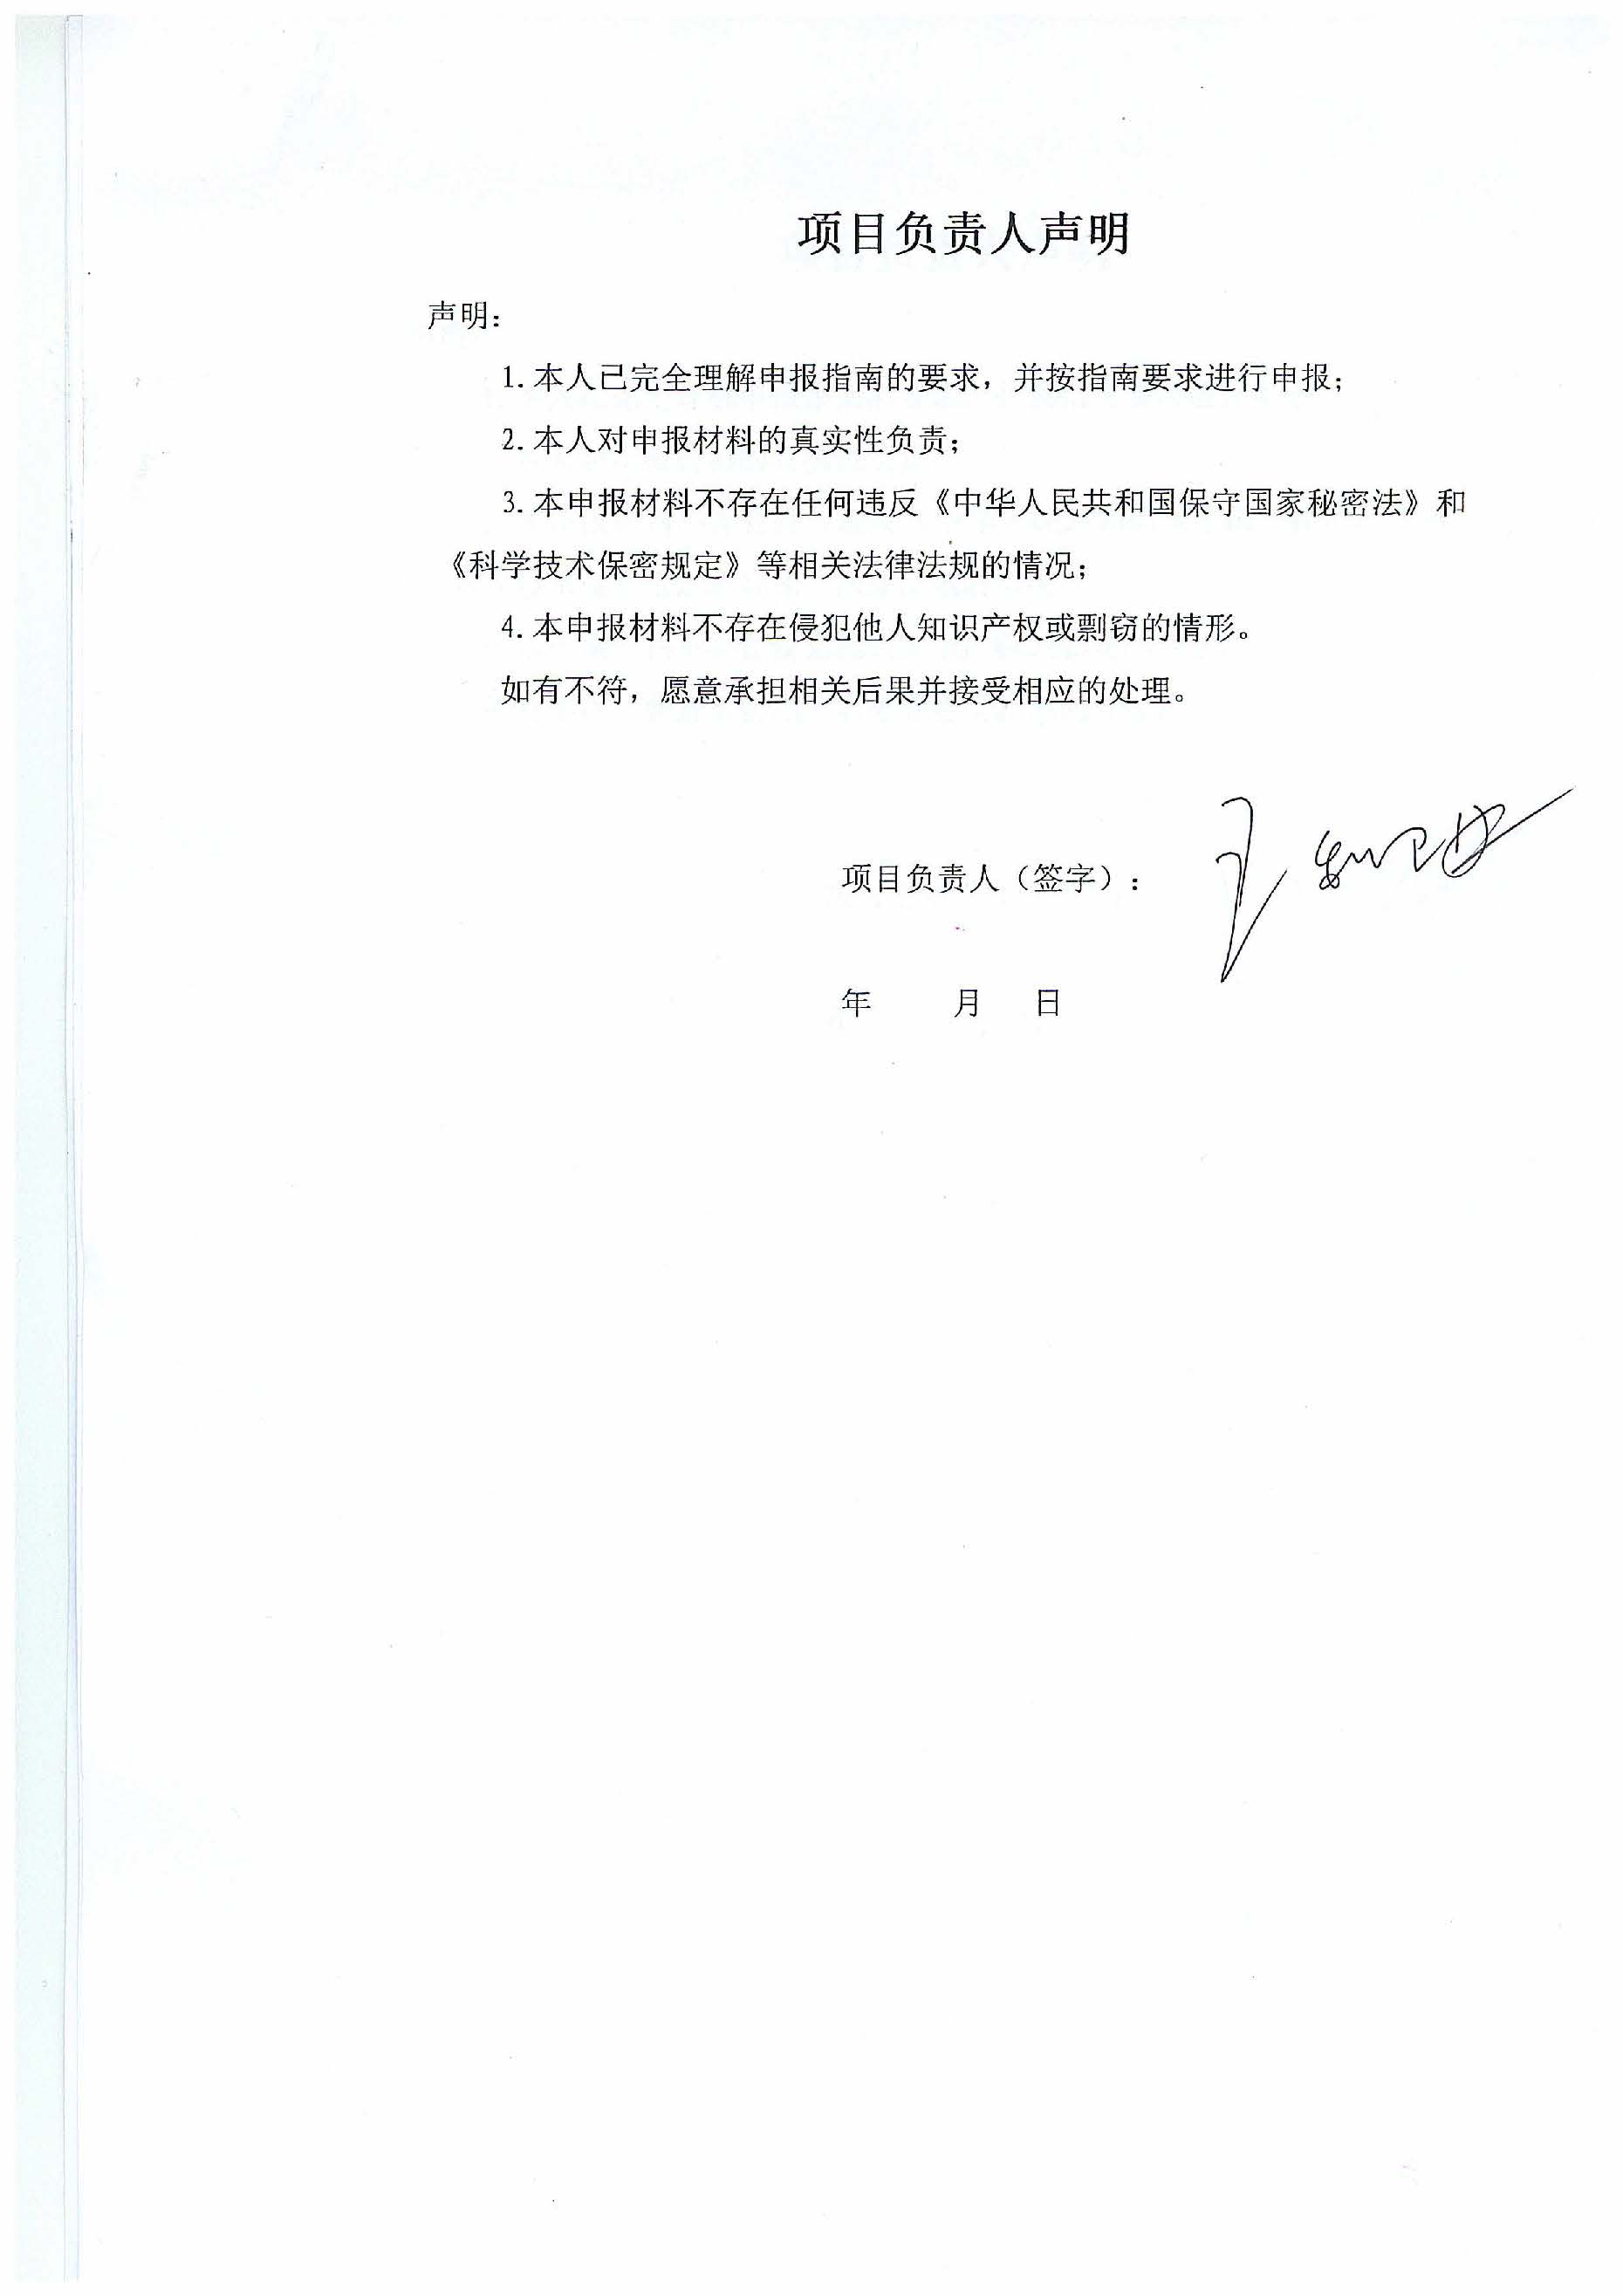 项目负责人声明
声明：
1.本人已完全理解申报指南的要求，并按指南要求进行申报；
2.本人对申报材料的真实性负责；
3.本申报材料不存在任何违反《中华人民共和国保守国家秘密法》和
《科学技术保密规定》等相关法律法规的情况；
4.本申报材料不存在侵犯他人知识产权或剽窃的情形。
如有不符，愿意承担相关后果并接受相应的处理。
项目负责人（签字）：
年 月 日